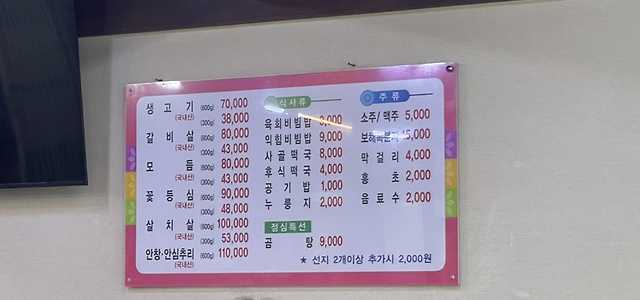 생고기 (600g) 70,000
(국내산) (300g) 38,000
갈비살 (600g) 80,000
(국내산) (300g) 43,000
모듬 (600g) 80,000
(국내산) (300g) 43,000
꽃등심 (600g) 90,000
(국내산) (300g) 48,000
살치살 (600g) 100,000
(국내산) (300g) 53,000
안창·안심추리 (600g) 110,000
(국내산)
식사류
육회비빔밥
익힘비빔밥 9,000
사골떡국 8,000
후식떡국 4,000
공기밥 1,000
누룽지 2,000
점심특선
곰탕 9,000
주류
소주/맥주 5,000
막걸리 4,000
홍초 2,000
음료수 2,000
★ 선지 2개이상 추가시 2,000원